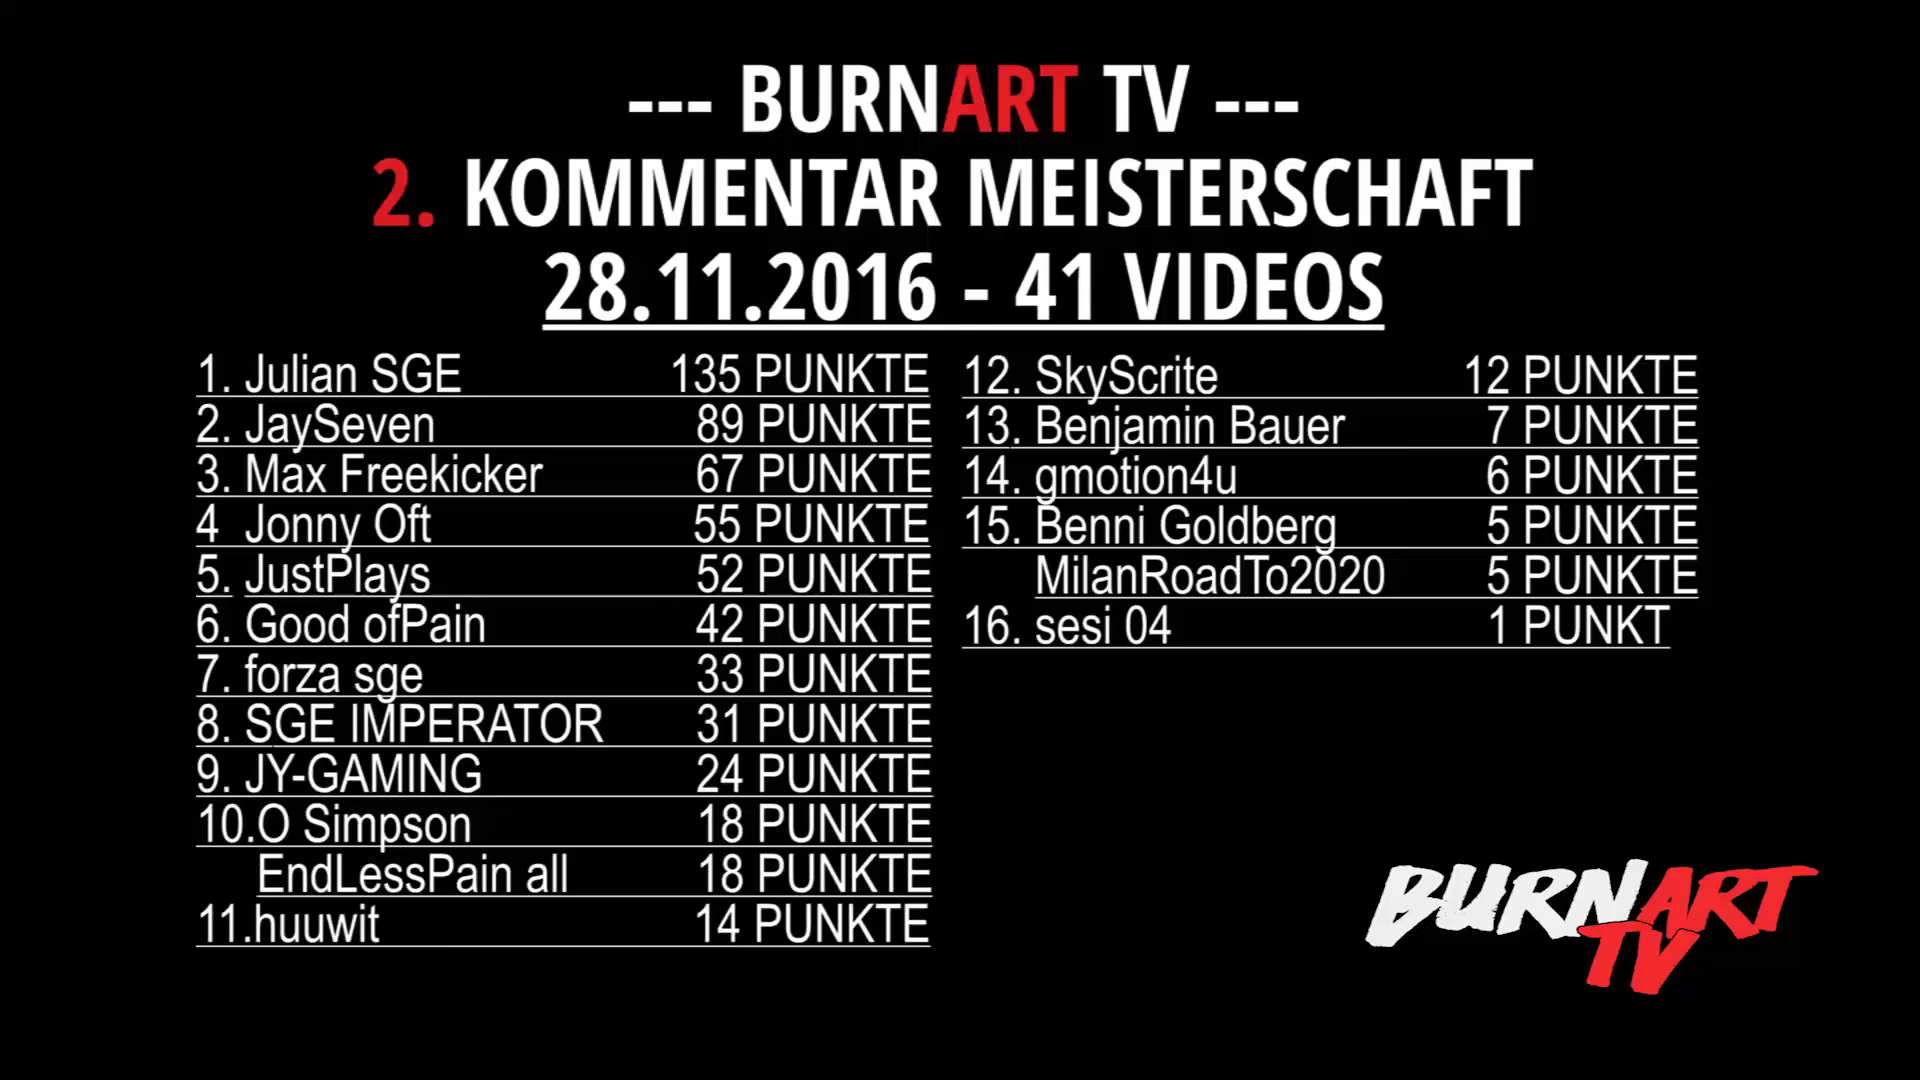 --- BURNART TV ---
2. KOMMENTAR MEISTERSCHAFT
28.11.2016 - 41 VIDEOS
1. Julian SGE 135 PUNKTE
2. JaySeven 89 PUNKTE
3. Max Freekicker 67 PUNKTE
4 Jonny Oft 55 PUNKTE
5. JustPlays 52 PUNKTE
6. Good ofPain 42 PUNKTE
7. forza sge 33 PUNKTE
8. SGE IMPERATOR 31 PUNKTE
9. JY-GAMING 24 PUNKTE
10.O Simpson 18 PUNKTE
EndLessPain all 18 PUNKTE
11.huuwit 14 PUNKTE
12. SkyScrite 12 PUNKTE
13. Benjamin Bauer 7 PUNKTE
14. gmotion4u 6 PUNKTE
15. Benni Goldberg 5 PUNKTE
MilanRoadTo2020 5 PUNKTE
16. sesi 04 1 PUNKT
BURNART
TV